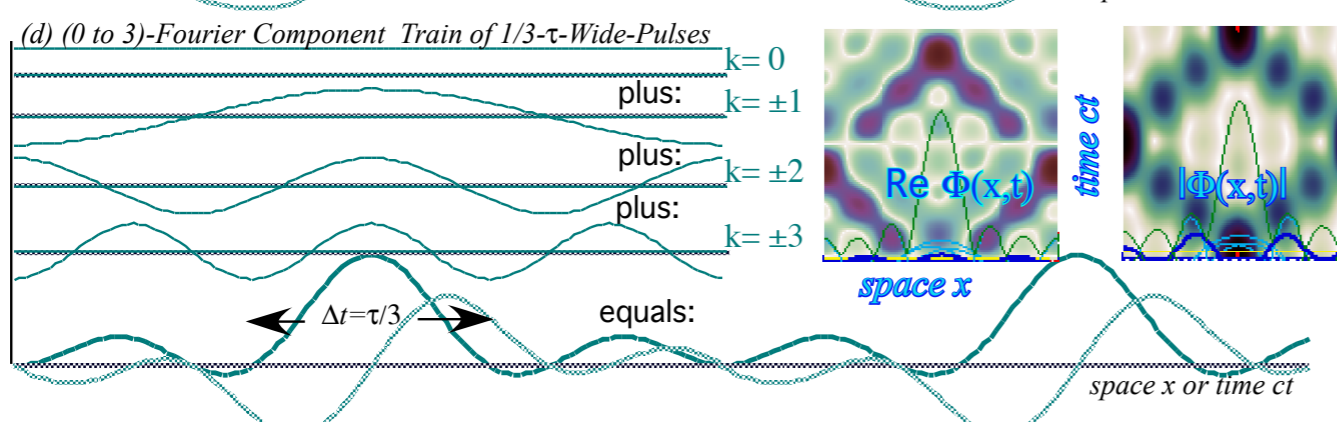 (d) (0 to 3)-Fourier Component Train of 1/3-τ-Wide-Pulses
k= 0
plus:
k= ±1
plus:
k= ±2
plus:
k= ±3
equals:
Δt=τ/3
space x or time ct
Re Φ(x,t)
space x
time ct
|Φ(x,t)|